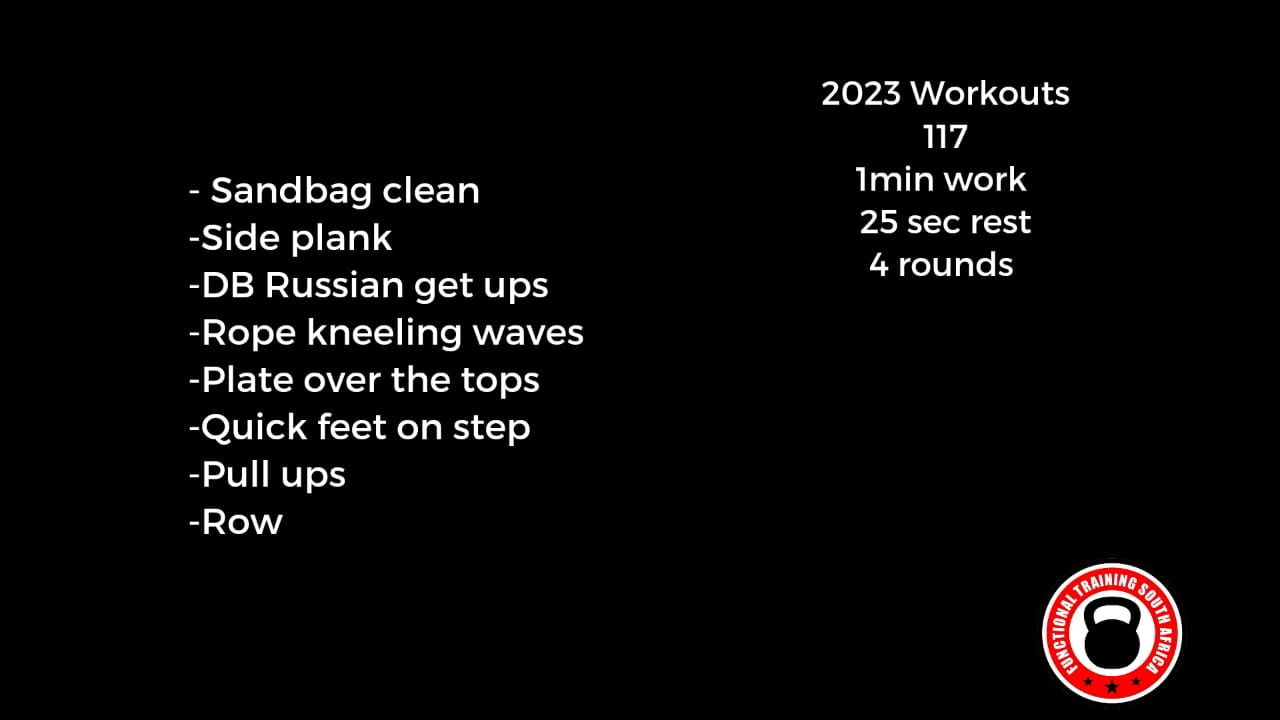 2023 Workouts
117
1min work
25 sec rest
4 rounds
- Sandbag clean
-Side plank
-DB Russian get ups
-Rope kneeling waves
-Plate over the tops
-Quick feet on step
-Pull ups
-Row
FUNCTIONAL TRAINING SOUTH AFRICA